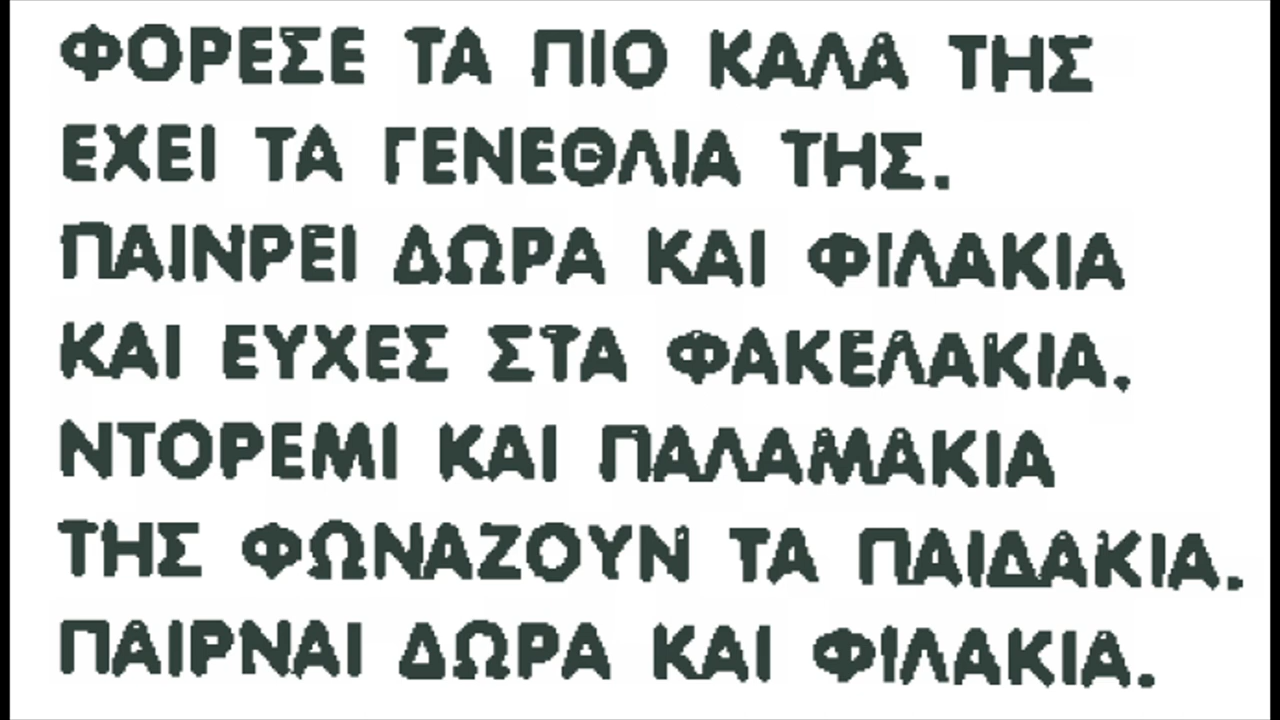 ΦΟΡΕΣΕ ΤΑ ΠΙΟ ΚΑΛΑ ΤΗΣ
ΕΧΕΙ ΤΑ ΓΕΝΕΘΛΙΑ ΤΗΣ.
ΠΑΙΝΡΕΙ ΔΩΡΑ ΚΑΙ ΦΙΛΑΚΙΑ
ΚΑΙ ΕΥΧΕΣ ΣΤΑ ΦΑΚΕΛΑΚΙΑ.
ΝΤΟΡΕΜΙ ΚΑΙ ΠΑΛΑΜΑΚΙΑ
ΤΗΣ ΦΩΝΑΖΟΥΝ ΤΑ ΠΑΙΔΑΚΙΑ.
ΠΑΙΡΝΑΙ ΔΩΡΑ ΚΑΙ ΦΙΛΑΚΙΑ.